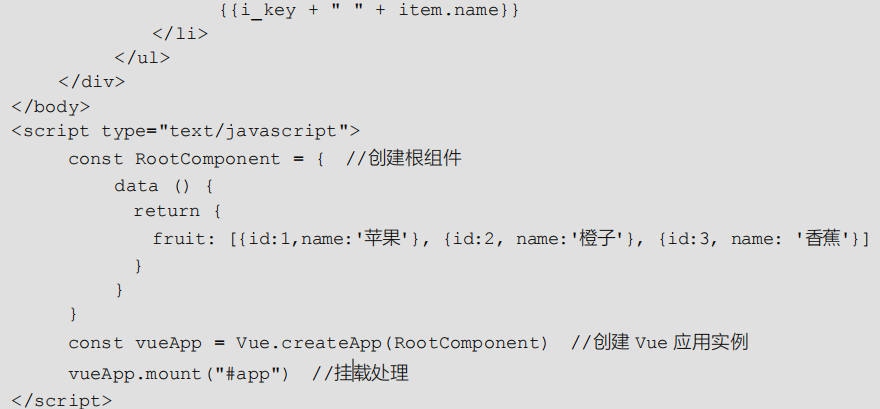 {{i_key + " " + item.name}}
</li>
</ul>
</div>
</body>
<script type="text/javascript">
const RootComponent = { //创建根组件
data () {
return {
fruit: [{id:1,name:'苹果'}, {id:2, name:'橙子'}, {id:3, name: '香蕉'}]
}
}
}
const vueApp = Vue.createApp(RootComponent) //创建 Vue 应用实例
vueApp.mount("#app") //挂载处理
</script>